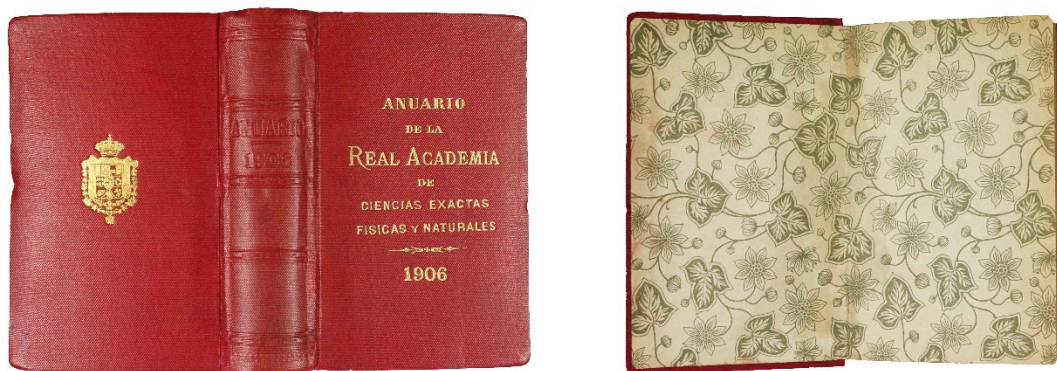 ANUARIO
1906
ANUARIO
DE LA
REAL ACADEMIA
DE
CIENCIAS EXACTAS
FISICAS Y NATURALES
1906